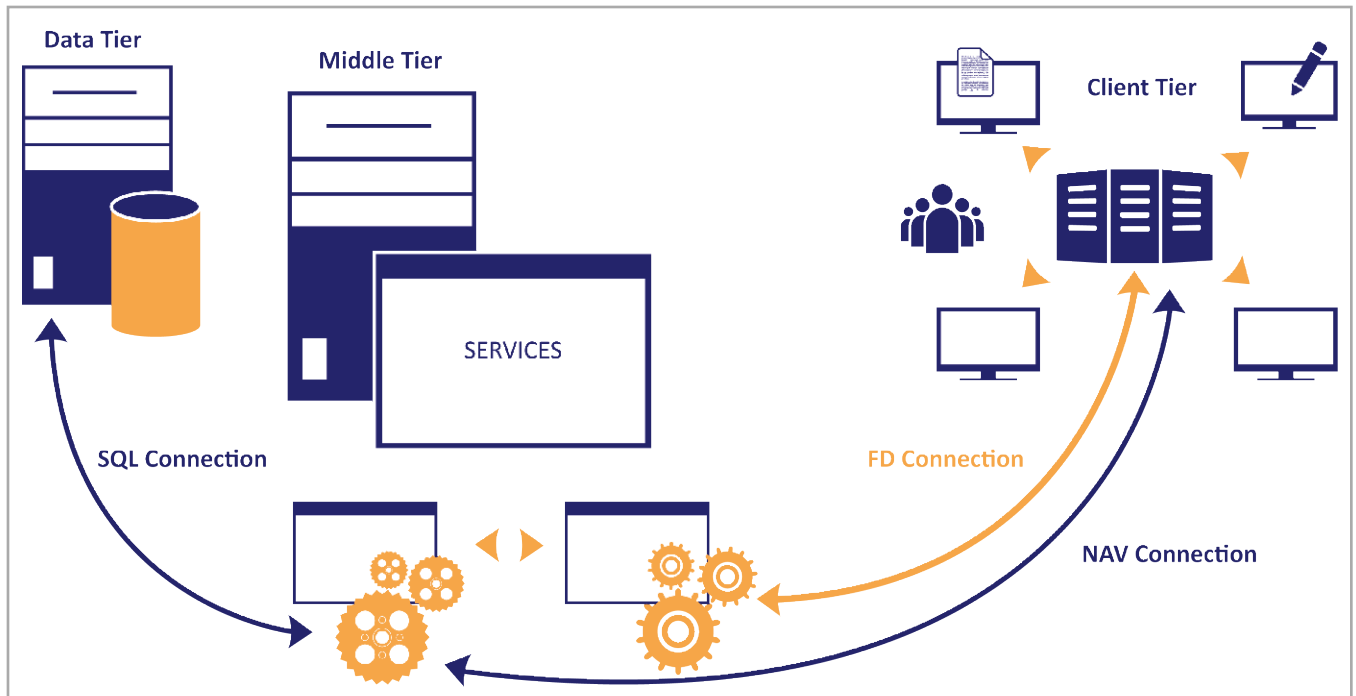 Data Tier
Middle Tier
Client Tier
SERVICES
SQL Connection
FD Connection
NAV Connection